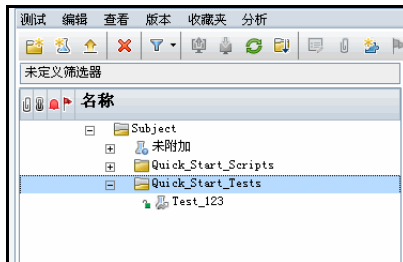 测试 编辑 查看 版本 收藏夹 分析
未定义筛选器
名称
Subject
未附加
Quick_Start_Scripts
Quick_Start_Tests
Test_123